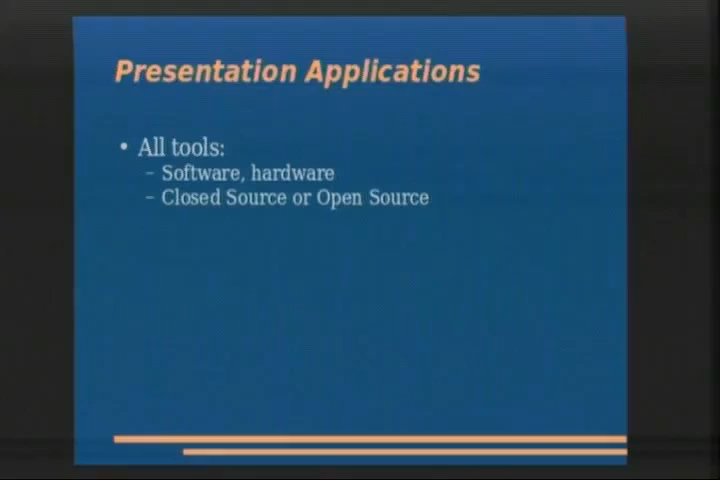 Presentation Applications
• All tools:
– Software, hardware
– Closed Source or Open Source